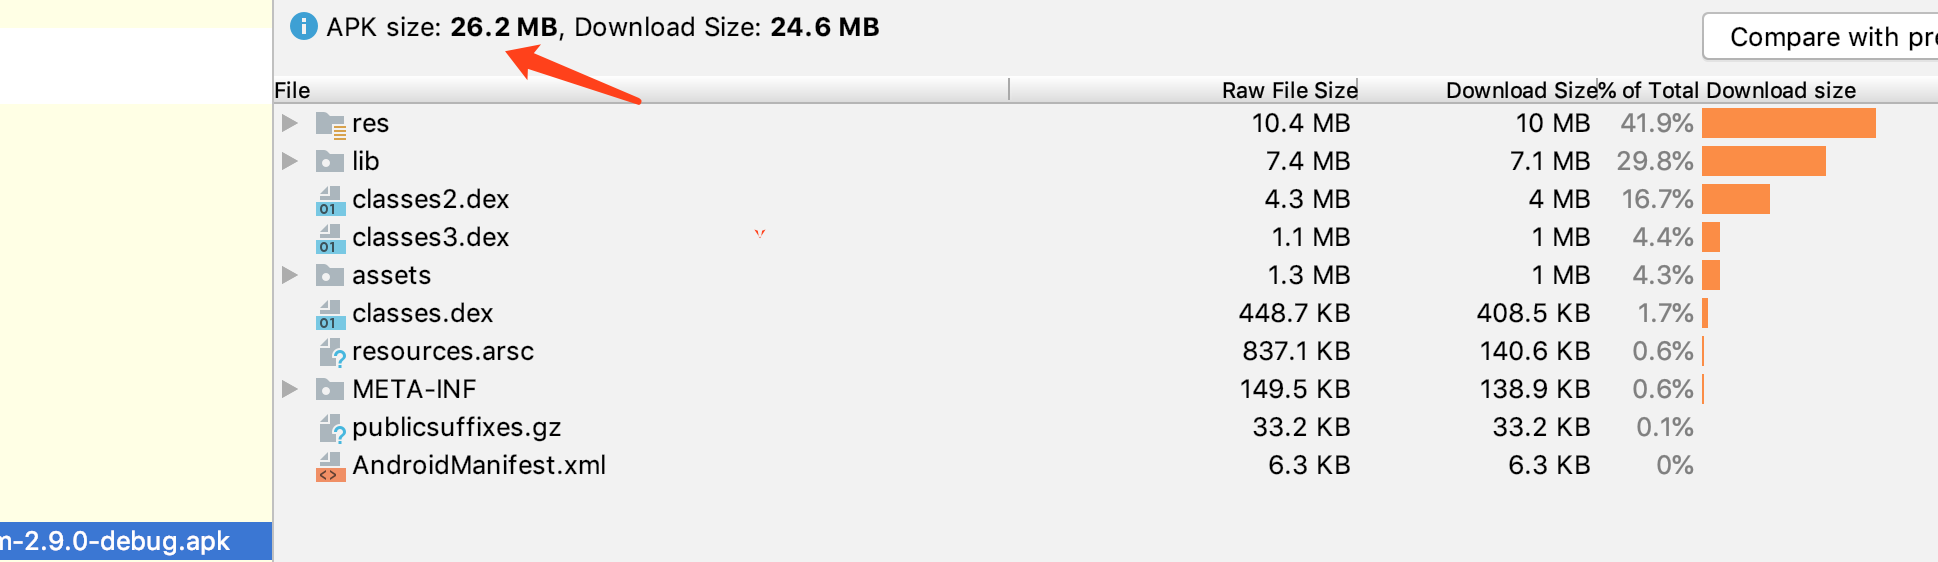 APK size: 26.2 MB, Download Size: 24.6 MB
Compare with pre
File Raw File Size Download Size % of Total Download size
res 10.4 MB 10 MB 41.9%
lib 7.4 MB 7.1 MB 29.8%
01 classes2.dex 4.3 MB 4 MB 16.7%
01 classes3.dex 1.1 MB 1 MB 4.4%
assets 1.3 MB 1 MB 4.3%
01 classes.dex 448.7 KB 408.5 KB 1.7%
resources.arsc 837.1 KB 140.6 KB 0.6%
META-INF 149.5 KB 138.9 KB 0.6%
publicsuffixes.gz 33.2 KB 33.2 KB 0.1%
AndroidManifest.xml 6.3 KB 6.3 KB 0%
m-2.9.0-debug.apk